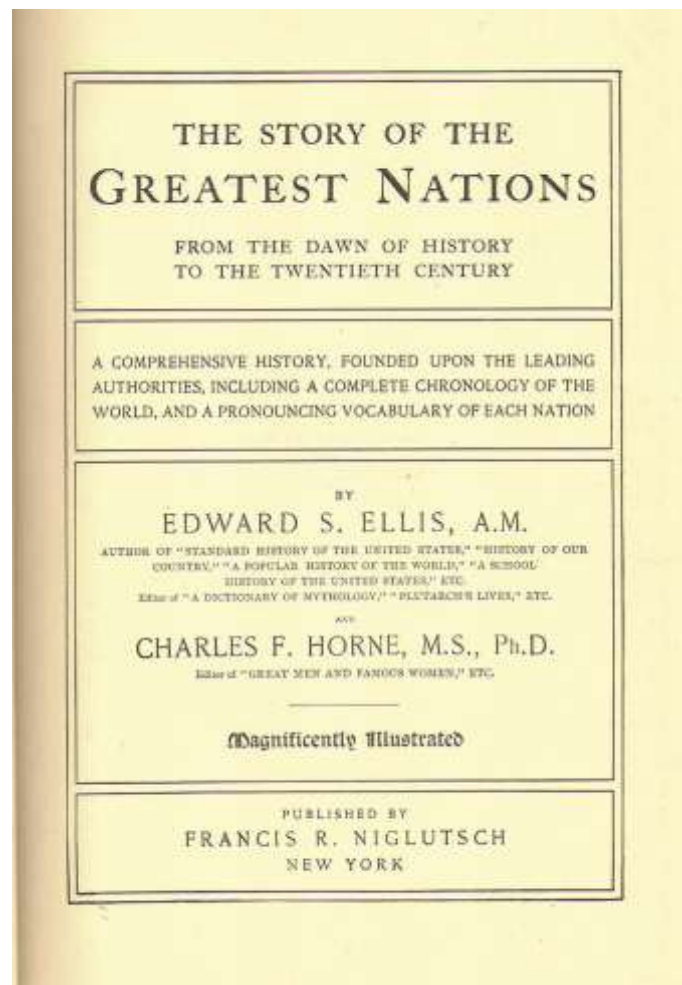 THE STORY OF THE
GREATEST NATIONS
FROM THE DAWN OF HISTORY
TO THE TWENTIETH CENTURY
A COMPREHENSIVE HISTORY, FOUNDED UPON THE LEADING
AUTHORITIES, INCLUDING A COMPLETE CHRONOLOGY OF THE
WORLD, AND A PRONOUNCING VOCABULARY OF EACH NATION
BY
EDWARD S. ELLIS, A.M.
AUTHOR OF "STANDARD HISTORY OF THE UNITED STATES," "HISTORY OF OUR
COUNTRY," "A POPULAR HISTORY OF THE WORLD," "A SCHOOL
HISTORY OF THE UNITED STATES," ETC.
Editor of "A DICTIONARY OF MYTHOLOGY," "PLUTARCH'S LIVES," ETC.
AND
CHARLES F. HORNE, M.S., Ph.D.
Editor of "GREAT MEN AND FAMOUS WOMEN," ETC.
Magnificently Illustrated
PUBLISHED BY
FRANCIS R. NIGLUTSCH
NEW YORK